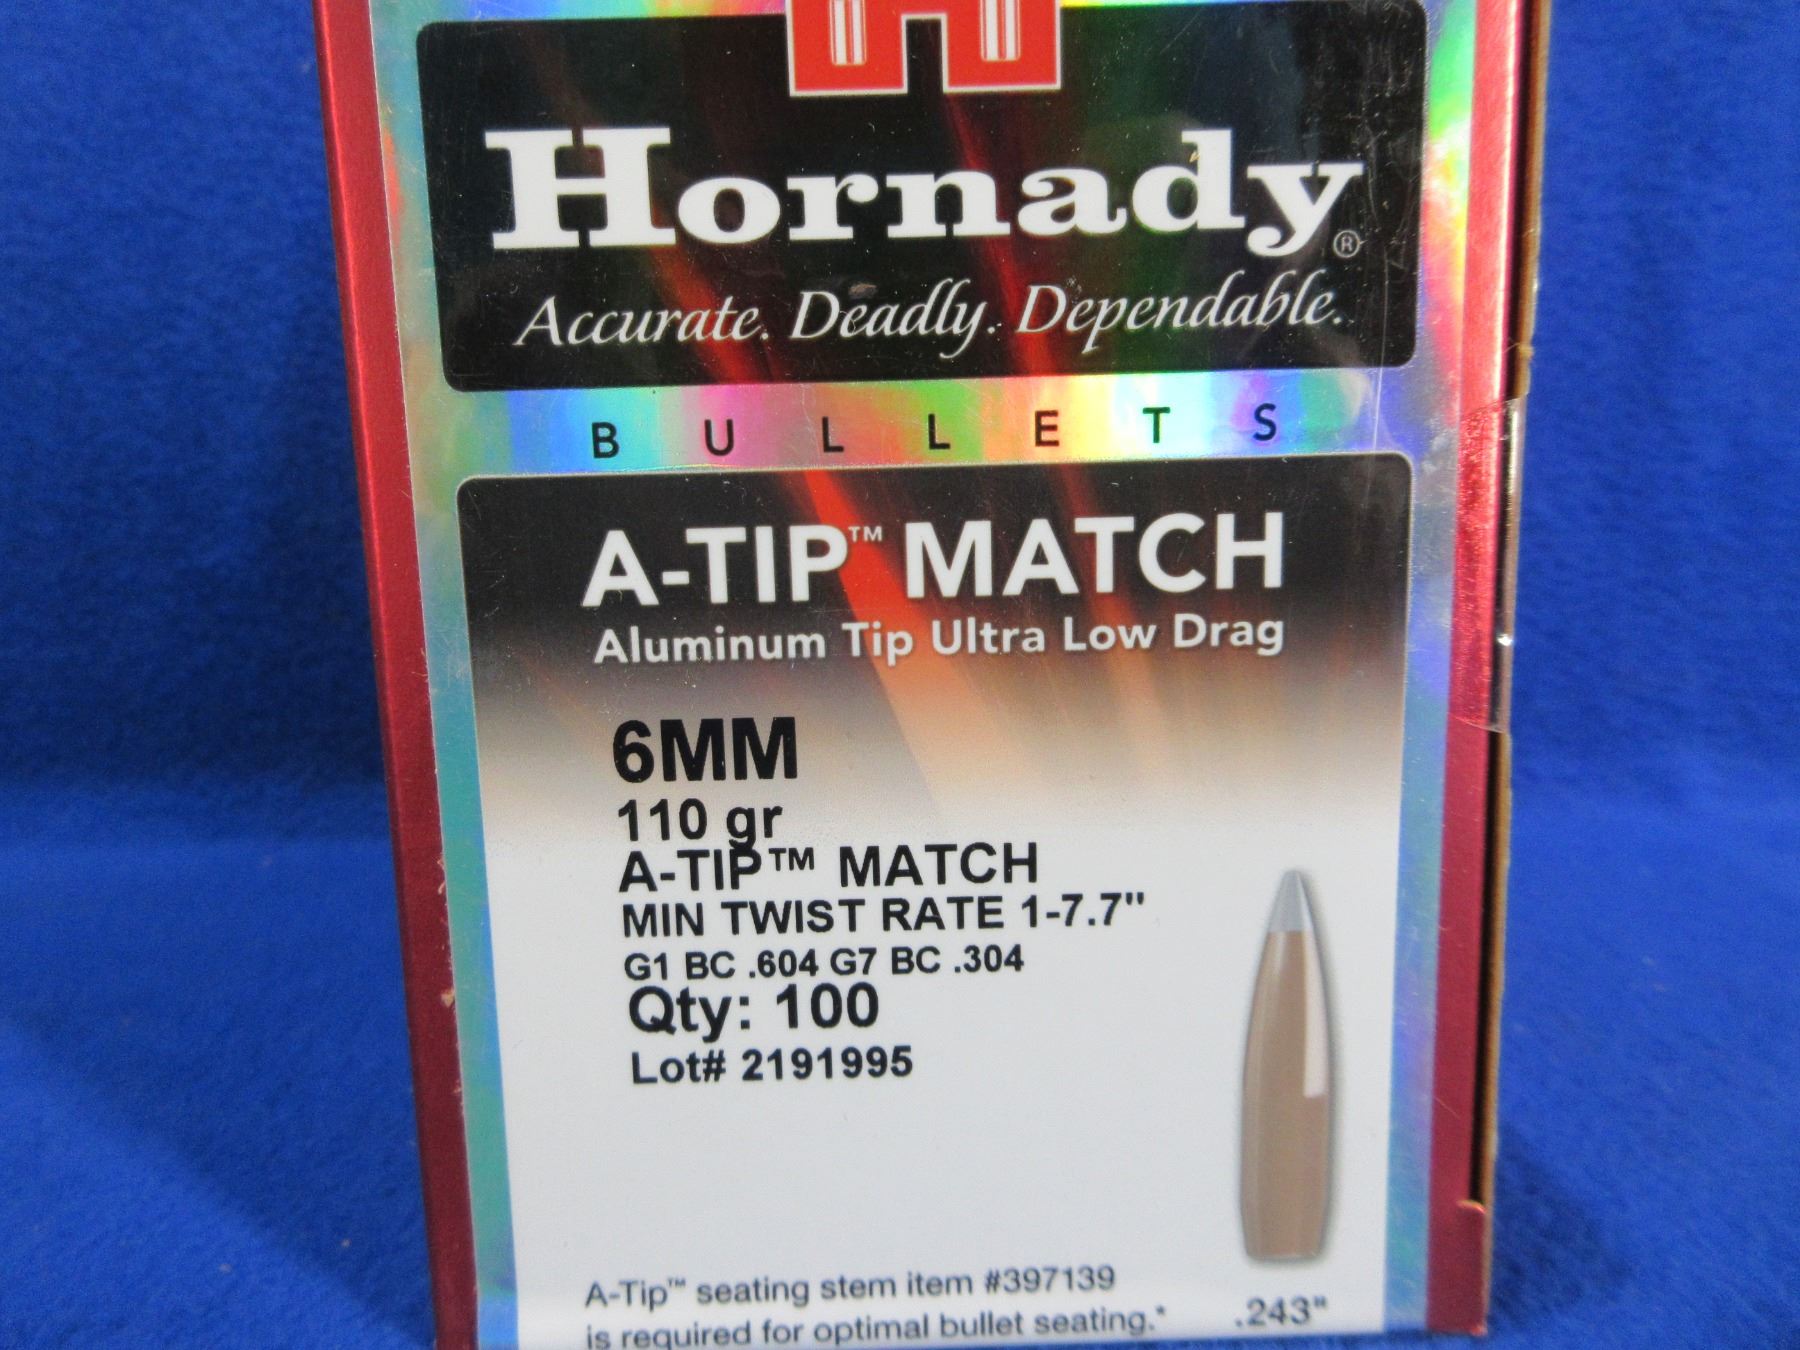 H
Hornady®
Accurate. Deadly. Dependable.
BULLETS
A-TIP™ MATCH
Aluminum Tip Ultra Low Drag
6MM
110 gr
A-TIP™ MATCH
MIN TWIST RATE 1-7.7"
G1 BC .604 G7 BC .304
Qty: 100
Lot# 2191995
A-Tip™ seating stem item #397139
is required for optimal bullet seating.*
.243"